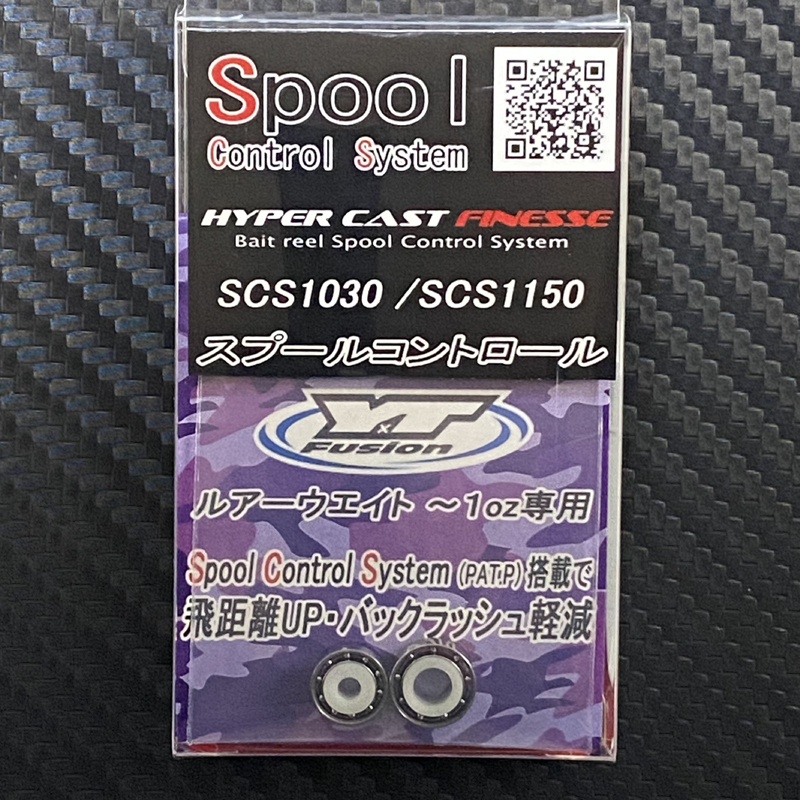 Spool
Control System
HYPER CAST FINESSE
Bait reel Spool Control System
SCS1030 /SCS1150
スプールコントロール
YxT
Fusion
ルアーウエイト ～1oz専用
Spool Control System (PAT.P) 搭載で
飛距離UP・バックラッシュ軽減